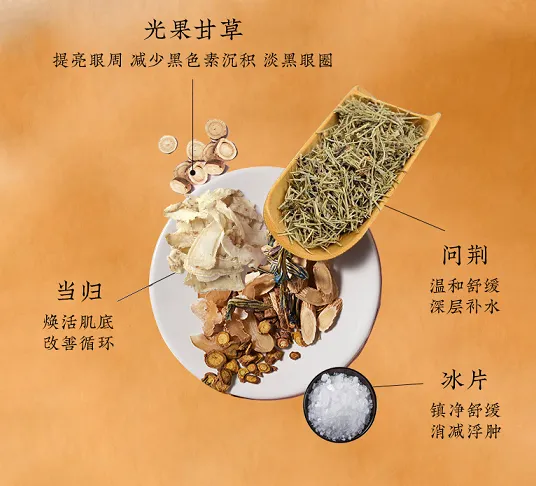 光果甘草
提亮眼周 减少黑色素沉积 淡黑眼圈
问荆
温和舒缓
深层补水
当归
焕活肌底
改善循环
冰片
镇净舒缓
消减浮肿